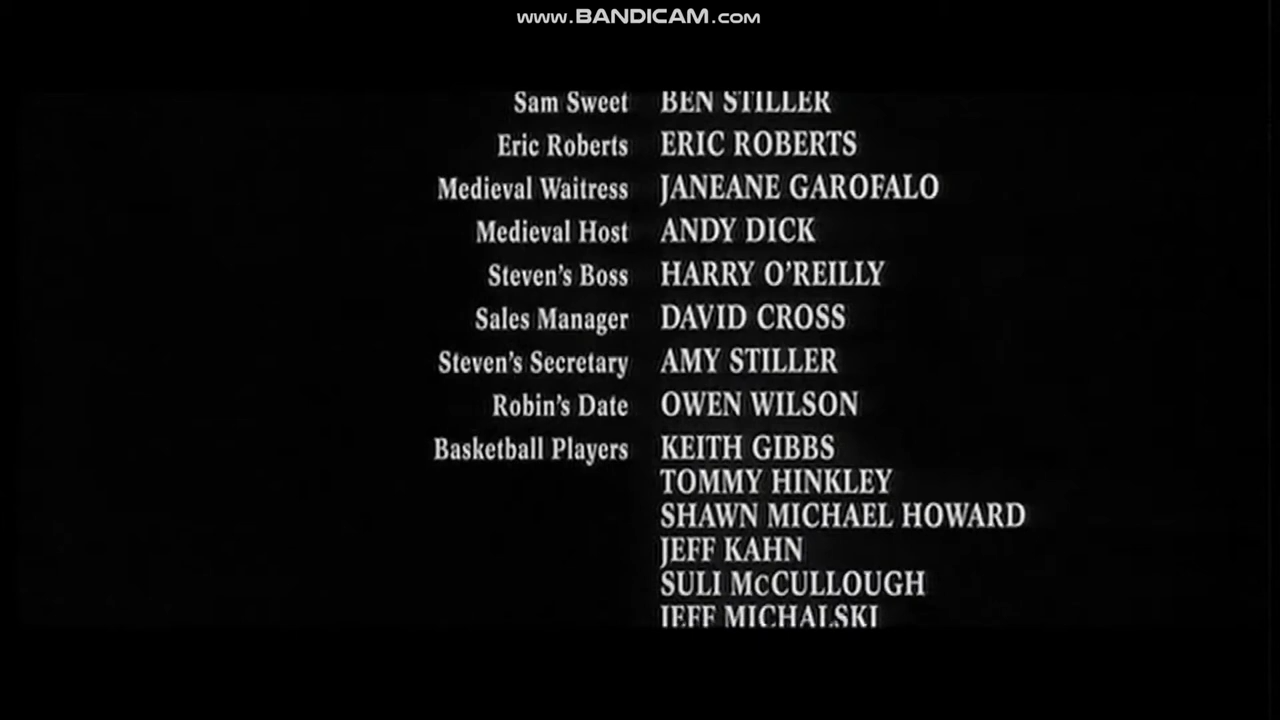 www.BANDICAM.com
Sam Sweet BEN STILLER
Eric Roberts ERIC ROBERTS
Medieval Waitress JANEANE GAROFALO
Medieval Host ANDY DICK
Steven's Boss HARRY O'REILLY
Sales Manager DAVID CROSS
Steven's Secretary AMY STILLER
Robin's Date OWEN WILSON
Basketball Players KEITH GIBBS
TOMMY HINKLEY
SHAWN MICHAEL HOWARD
JEFF KAHN
SULI McCULLOUGH
JEFF MICHALSKI